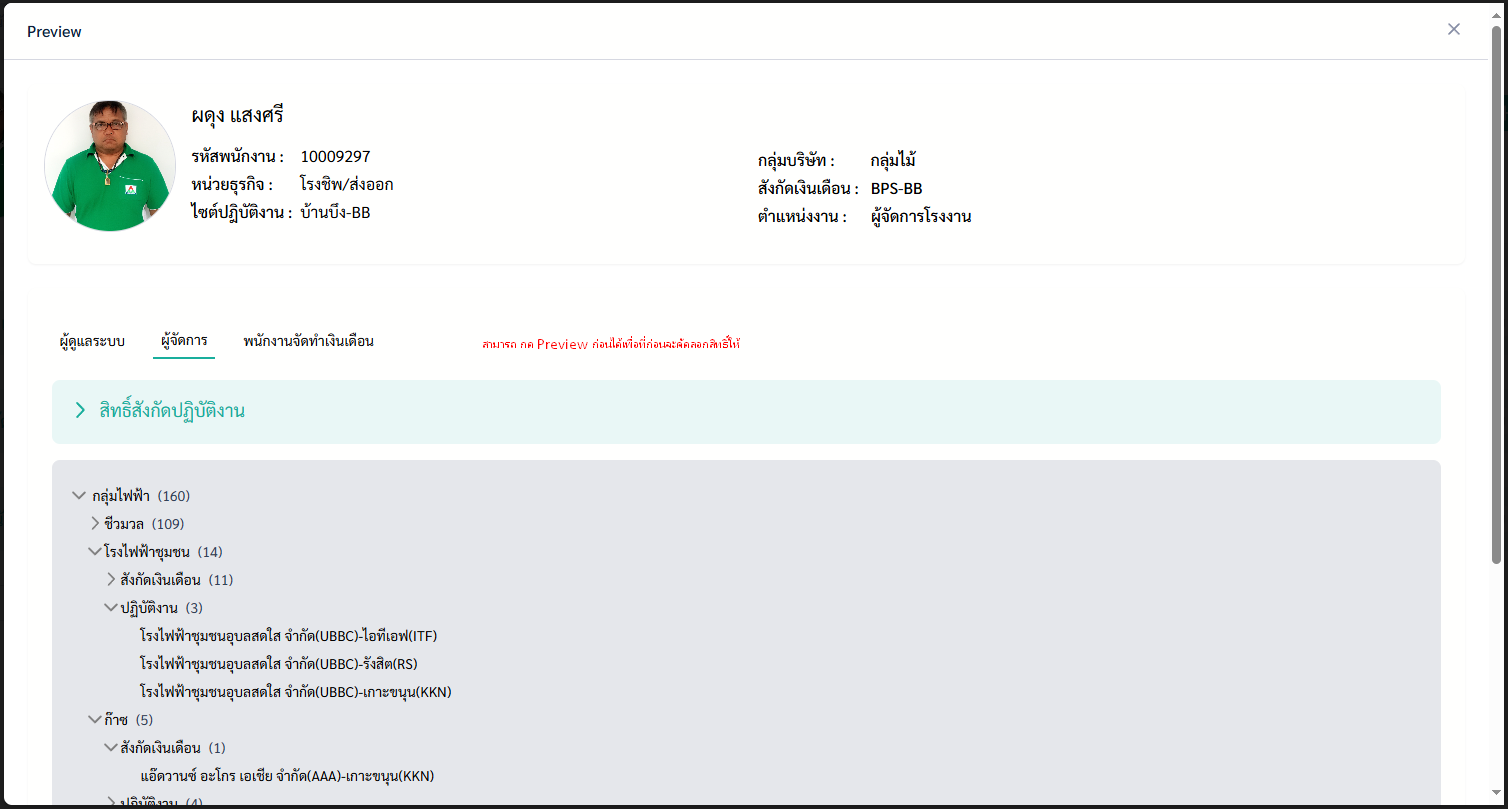 Preview
ผดุง แสงศรี
รหัสพนักงาน : 10009297
หน่วยธุรกิจ : โรงชิพ/ส่งออก
ไซต์ปฏิบัติงาน : บ้านบึง-BB
กลุ่มบริษัท : กลุ่มไม้
สังกัดเงินเดือน : BPS-BB
ตำแหน่งงาน : ผู้จัดการโรงงาน
ผู้ดูแลระบบ ผู้จัดการ พนักงานจัดทำเงินเดือน
สามารถ กด Preview ก่อนได้เพื่อที่ก่อนจะคัดลอกสิทธิ์ให้
สิทธิ์สังกัดปฏิบัติงาน
กลุ่มไฟฟ้า (160)
ชีวมวล (109)
โรงไฟฟ้าชุมชน (14)
สังกัดเงินเดือน (11)
ปฏิบัติงาน (3)
โรงไฟฟ้าชุมชนอุบลสดใส จำกัด(UBBC)-ไอทีเอฟ(ITF)
โรงไฟฟ้าชุมชนอุบลสดใส จำกัด(UBBC)-รังสิต(RS)
โรงไฟฟ้าชุมชนอุบลสดใส จำกัด(UBBC)-เกาะขนุน(KKN)
ก๊าซ (5)
สังกัดเงินเดือน (1)
แอ๊ดวานซ์ อะโกร เอเชีย จำกัด(AAA)-เกาะขนุน(KKN)
ปฏิบัติงาน (4)